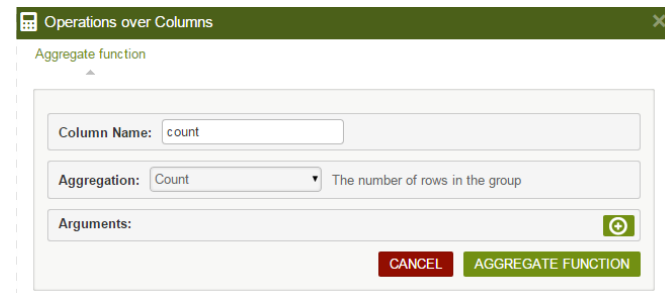 Operations over Columns
Aggregate function
Column Name: count
Aggregation: Count The number of rows in the group
Arguments:
CANCEL AGGREGATE FUNCTION